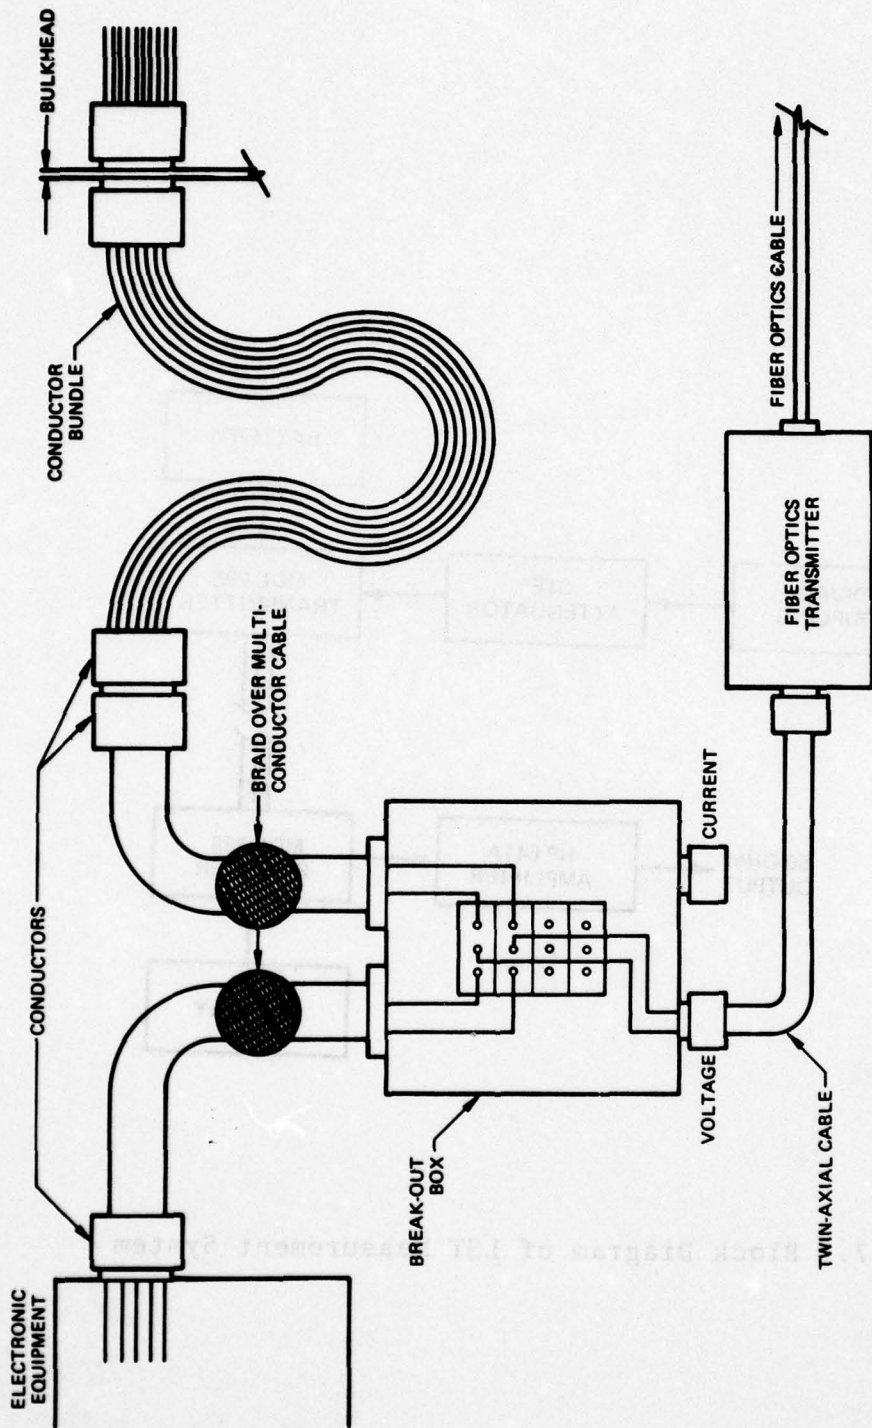 ELECTRONIC
EQUIPMENT
CONDUCTORS
CONDUCTOR
BUNDLE
BULKHEAD
BRAID OVER MULTI
CONDUCTOR CABLE
BREAK-OUT
BOX
VOLTAGE
CURRENT
TWIN-AXIAL CABLE
FIBER OPTICS
TRANSMITTER
FIBER OPTICS CABLE